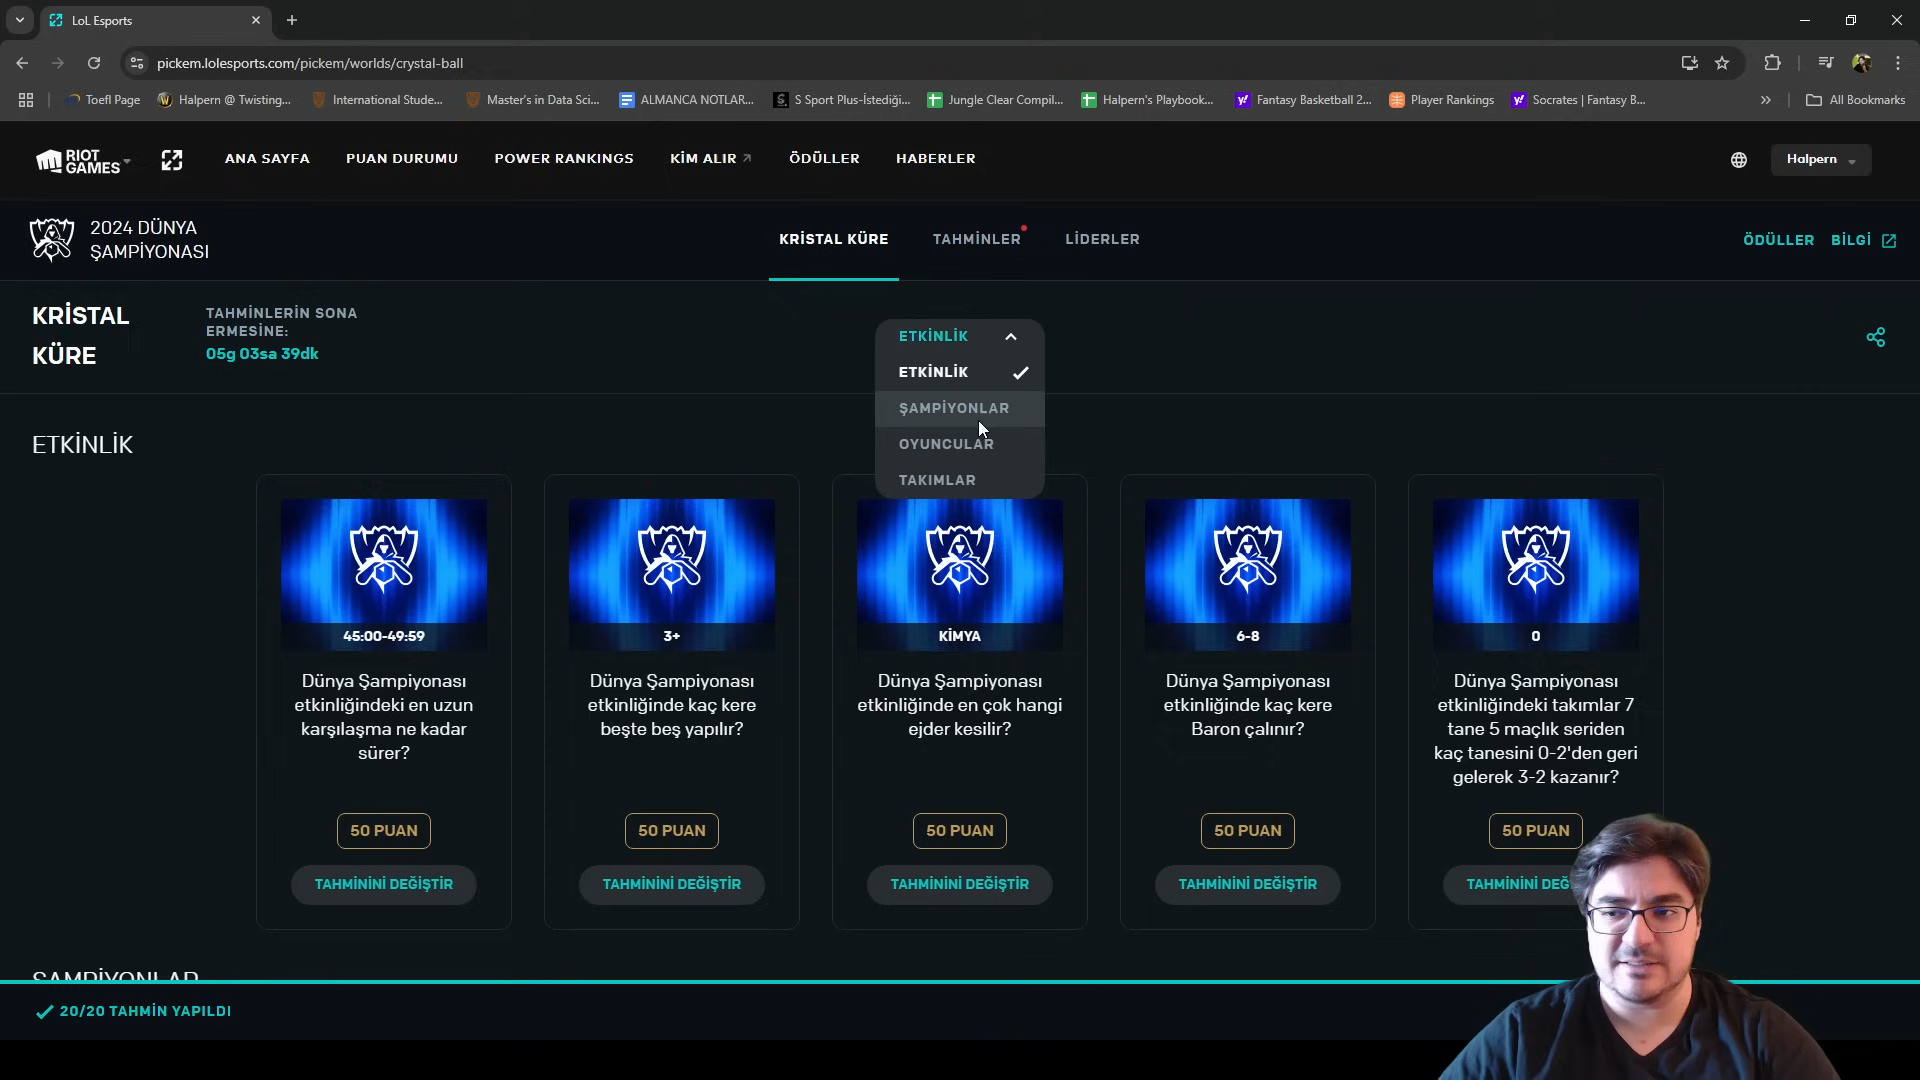 LoL Esports
pickem.lolesports.com/pickem/worlds/crystal-ball
Toefl Page
Halpern @ Twisting...
International Stude...
Master's in Data Sci...
ALMANCA NOTLAR...
S Sport Plus-İstediği...
Jungle Clear Compil...
Halpern's Playbook...
Fantasy Basketball 2...
Player Rankings
Socrates | Fantasy B...
All Bookmarks
RIOT
GAMES
ANA SAYFA
PUAN DURUMU
POWER RANKINGS
KİM ALIR
ÖDÜLLER
HABERLER
Halpern
2024 DÜNYA
ŞAMPİYONASI
KRİSTAL KÜRE
TAHMİNLER
LİDERLER
ÖDÜLLER
BİLGİ
KRİSTAL
KÜRE
TAHMİNLERİN SONA
ERMESİNE:
05g 03sa 39dk
ETKİNLİK
ETKİNLİK
ŞAMPİYONLAR
OYUNCULAR
TAKIMLAR
ETKİNLİK
45:00-49:59
Dünya Şampiyonası
etkinliğindeki en uzun
karşılaşma ne kadar
sürer?
50 PUAN
TAHMİNİNİ DEĞİŞTİR
3+
Dünya Şampiyonası
etkinliğinde kaç kere
beşte beş yapılır?
50 PUAN
TAHMİNİNİ DEĞİŞTİR
KİMYA
Dünya Şampiyonası
etkinliğinde en çok hangi
ejder kesilir?
50 PUAN
TAHMİNİNİ DEĞİŞTİR
6-8
Dünya Şampiyonası
etkinliğinde kaç kere
Baron çalınır?
50 PUAN
TAHMİNİNİ DEĞİŞTİR
0
Dünya Şampiyonası
etkinliğindeki takımlar 7
tane 5 maçlık seriden
kaç tanesini 0-2'den geri
gelerek 3-2 kazanır?
50 PUAN
TAHMİNİNİ DEĞ
ŞAMPİYONLAR
20/20 TAHMİN YAPILDI